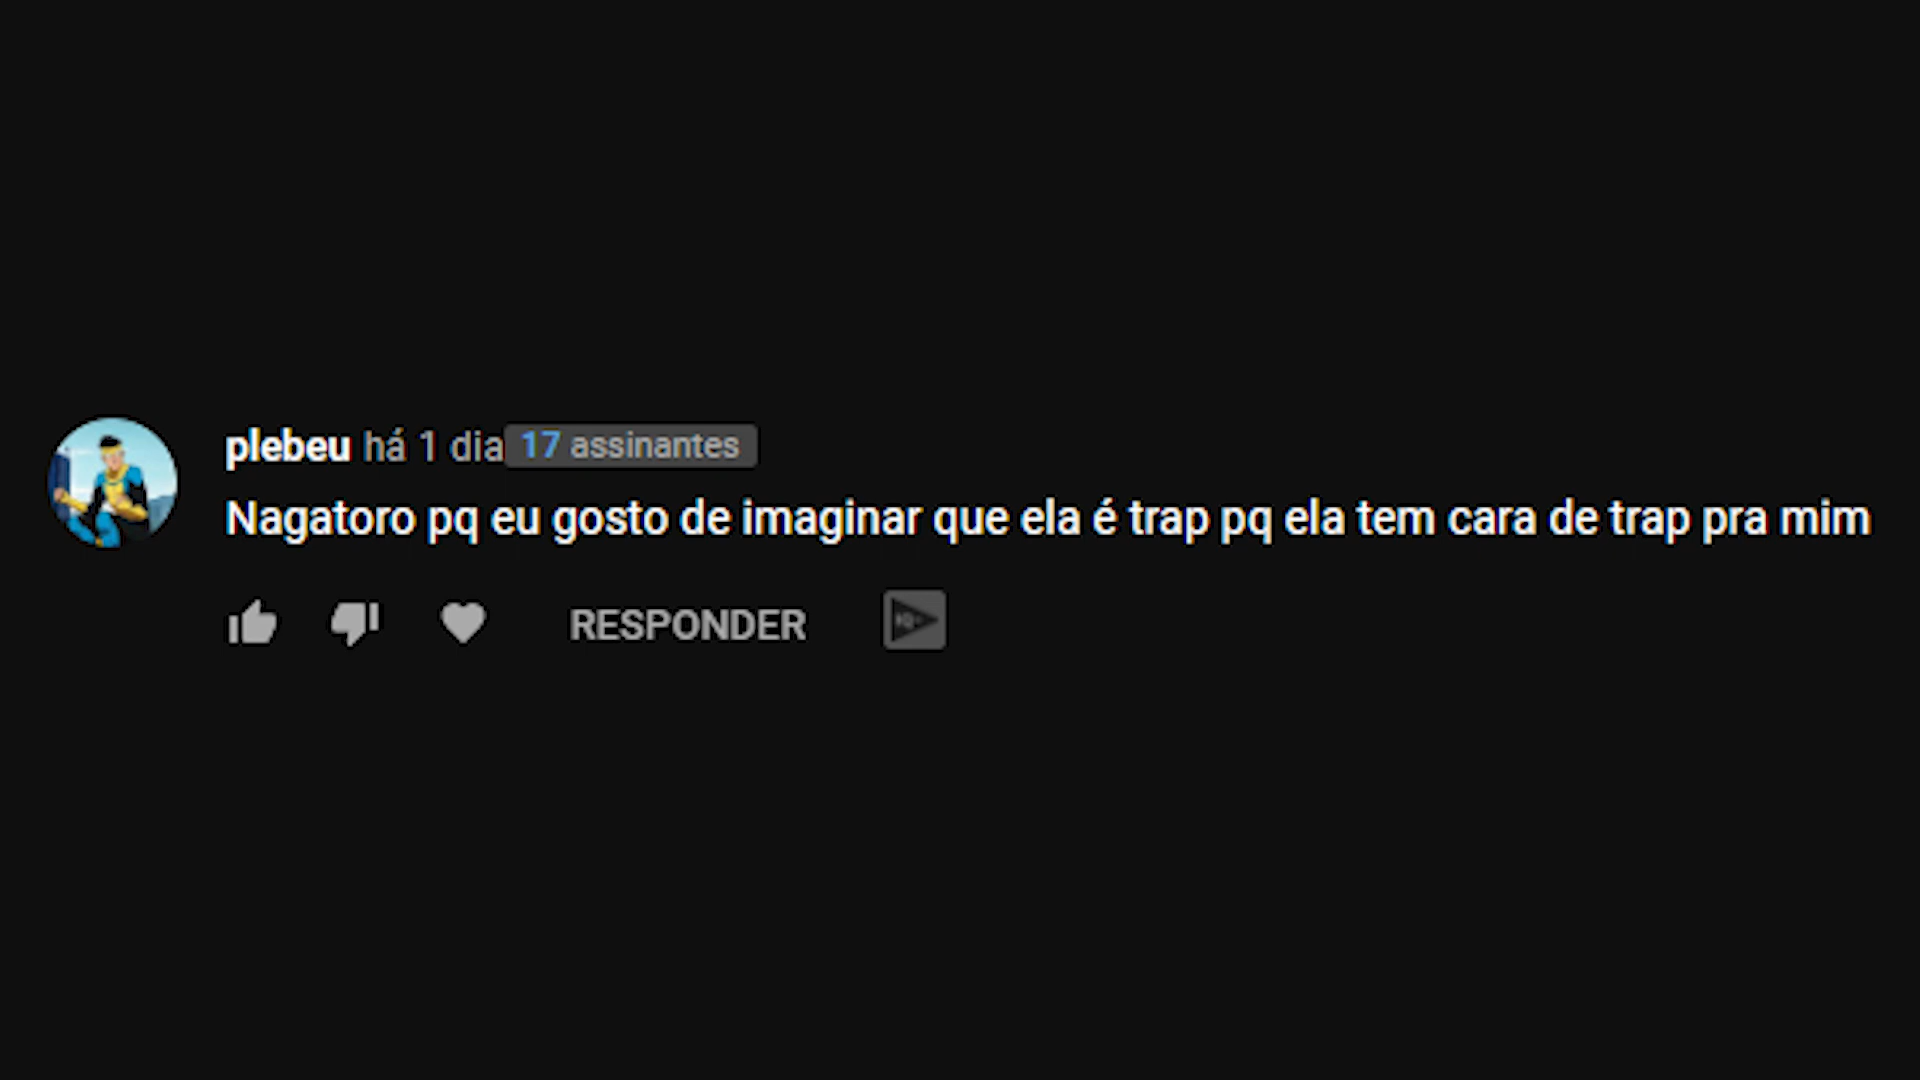 plebeu há 1 dia 17 assinantes
Nagatoro pq eu gosto de imaginar que ela é trap pq ela tem cara de trap pra mim
RESPONDER